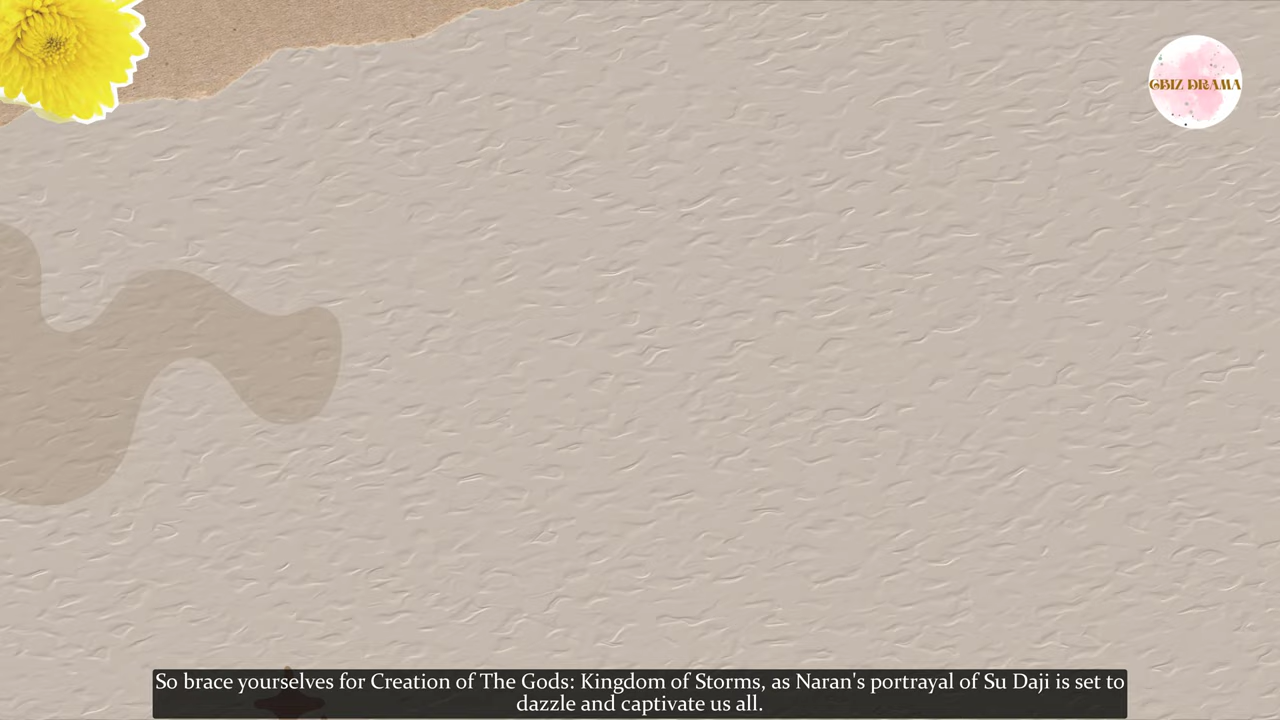 GBIZ DRAMA
So brace yourselves for Creation of The Gods: Kingdom of Storms, as Naran's portrayal of Su Daji is set to
dazzle and captivate us all.